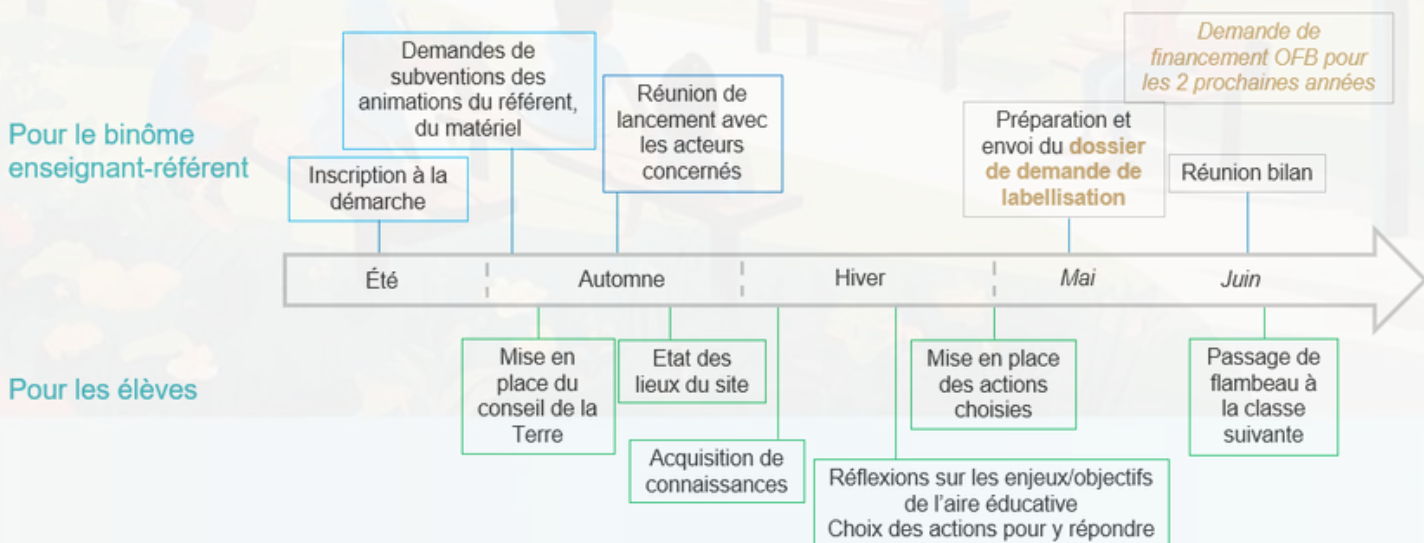 Demande de
financement OFB pour
les 2 prochaines années
Demandes de
subventions des
animations du référent,
du matériel
Réunion de
lancement avec
les acteurs
concernés
Préparation et
envoi du dossier
de demande de
labellisation
Pour le binôme
enseignant-référent
Inscription à la
démarche
Réunion bilan
Été
Automne
Hiver
Mai
Juin
Pour les élèves
Mise en
place du
conseil de la
Terre
Etat des
lieux du site
Acquisition de
connaissances
Réflexions sur les enjeux/objectifs
de l'aire éducative
Choix des actions pour y répondre
Mise en place
des actions
choisies
Passage de
flambeau à
la classe
suivante